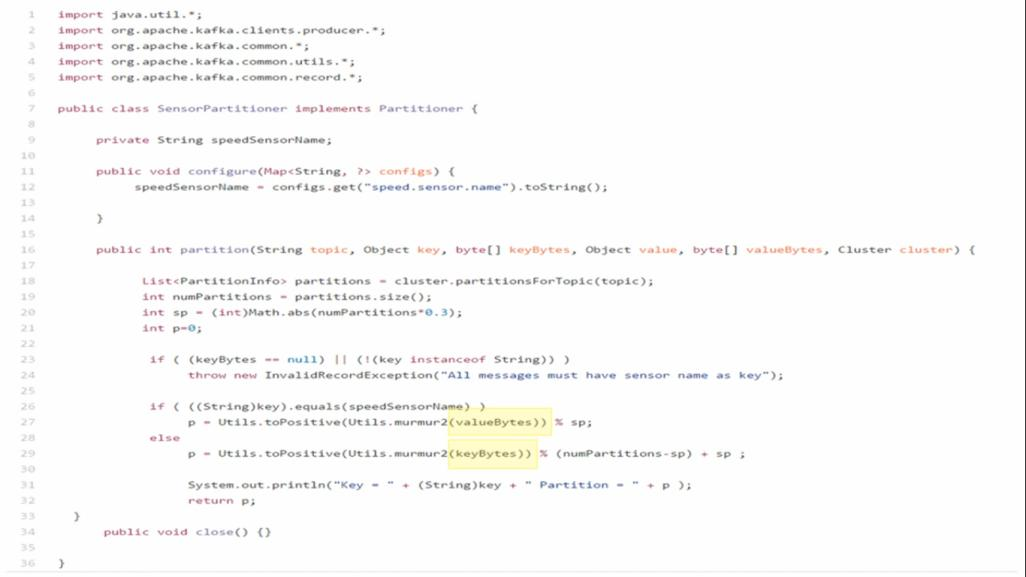 1 import java.util.*;
2 import org.apache.kafka.clients.producer.*;
3 import org.apache.kafka.common.*;
4 import org.apache.kafka.common.utils.*;
5 import org.apache.kafka.common.record.*;
6
7 public class SensorPartitioner implements Partitioner {
8
9 private String speedSensorName;
10
11 public void configure(Map<String, ?> configs) {
12 speedSensorName = configs.get("speed.sensor.name").toString();
13
14 }
15
16 public int partition(String topic, Object key, byte[] keyBytes, Object value, byte[] valueBytes, Cluster cluster) {
17
18 List<PartitionInfo> partitions = cluster.partitionsForTopic(topic);
19 int numPartitions = partitions.size();
20 int sp = (int)Math.abs(numPartitions*0.3);
21 int p=0;
22
23 if ( (keyBytes == null) || (!(key instanceof String)) )
24 throw new InvalidRecordException("All messages must have sensor name as key");
25
26 if ( ((String)key).equals(speedSensorName) )
27 p = Utils.toPositive(Utils.murmur2(valueBytes)) % sp;
28 else
29 p = Utils.toPositive(Utils.murmur2(keyBytes)) % (numPartitions-sp) + sp ;
30
31 System.out.println("Key = " + (String)key + " Partition = " + p );
32 return p;
33 }
34 public void close() {}
35
36 }